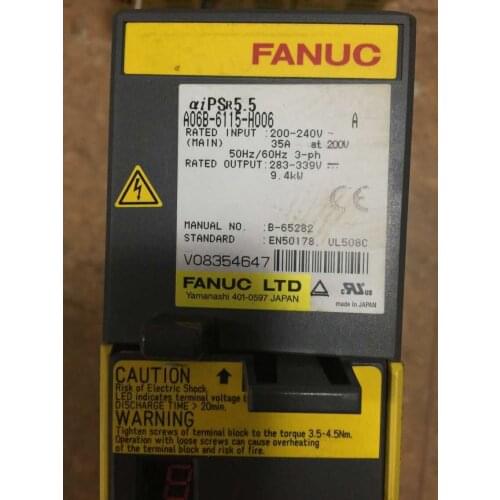 FANUC
αiPSR5.5
A06B-6115-H006 A
RATED INPUT :200-240V~
(MAIN) 35A at 200V
50Hz/60Hz 3-ph
RATED OUTPUT:283-339V⎓
9.4kW
MANUAL NO. :B-65282
STANDARD :EN50178, UL508C
CE
V08354647
FANUC LTD
Yamanashi 401-0597 JAPAN
c RU us
made in JAPAN
CAUTION
Risk of Electric Shock.
LED indicates terminal voltage
DISCHARGE TIME > 20min.
WARNING
Tighten screws of terminal block to the torque 3.5-4.5Nm.
Operation with loose screws can cause overheating
of the terminal block and risk of fire.